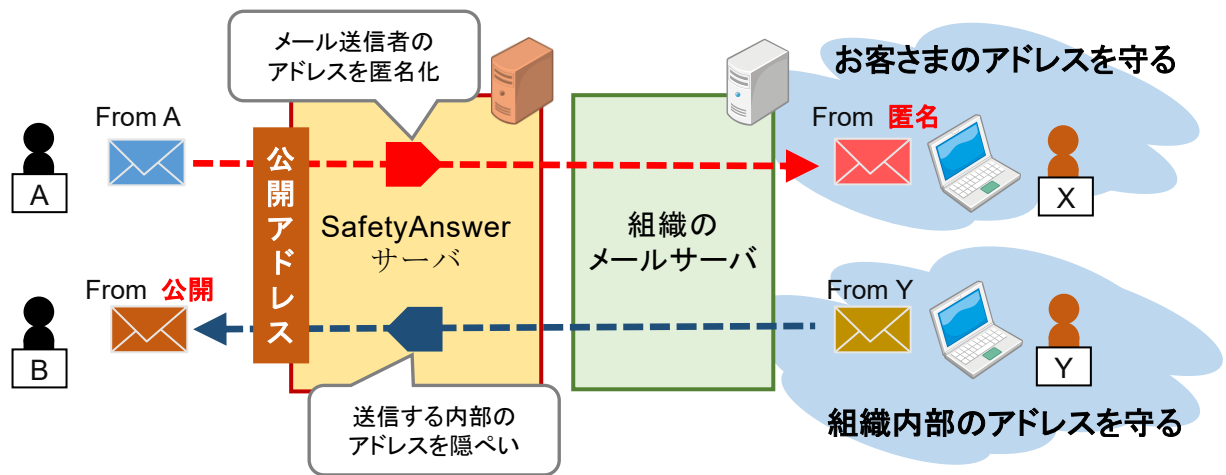 メール送信者の
アドレスを匿名化
お客さまのアドレスを守る
From A
From 匿名
A
X
公開アドレス
SafetyAnswer
サーバ
組織の
メールサーバ
From 公開
From Y
B
Y
送信する内部の
アドレスを隠ぺい
組織内部のアドレスを守る